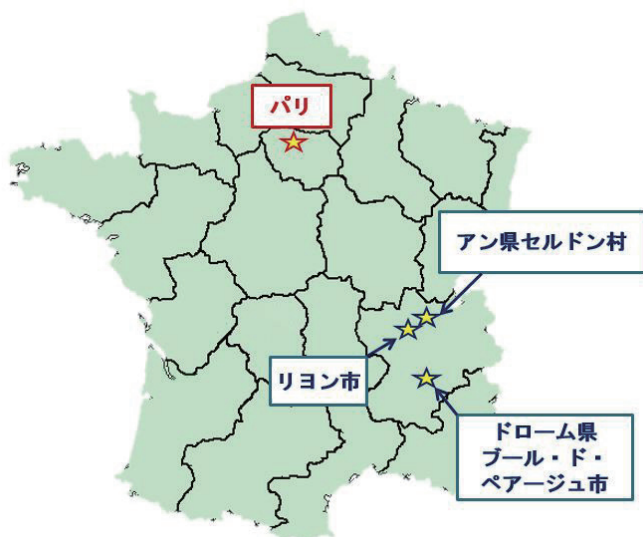 パリ
アン県セルドン村
リヨン市
ドローム県
ブール・ド・
ペアージュ市